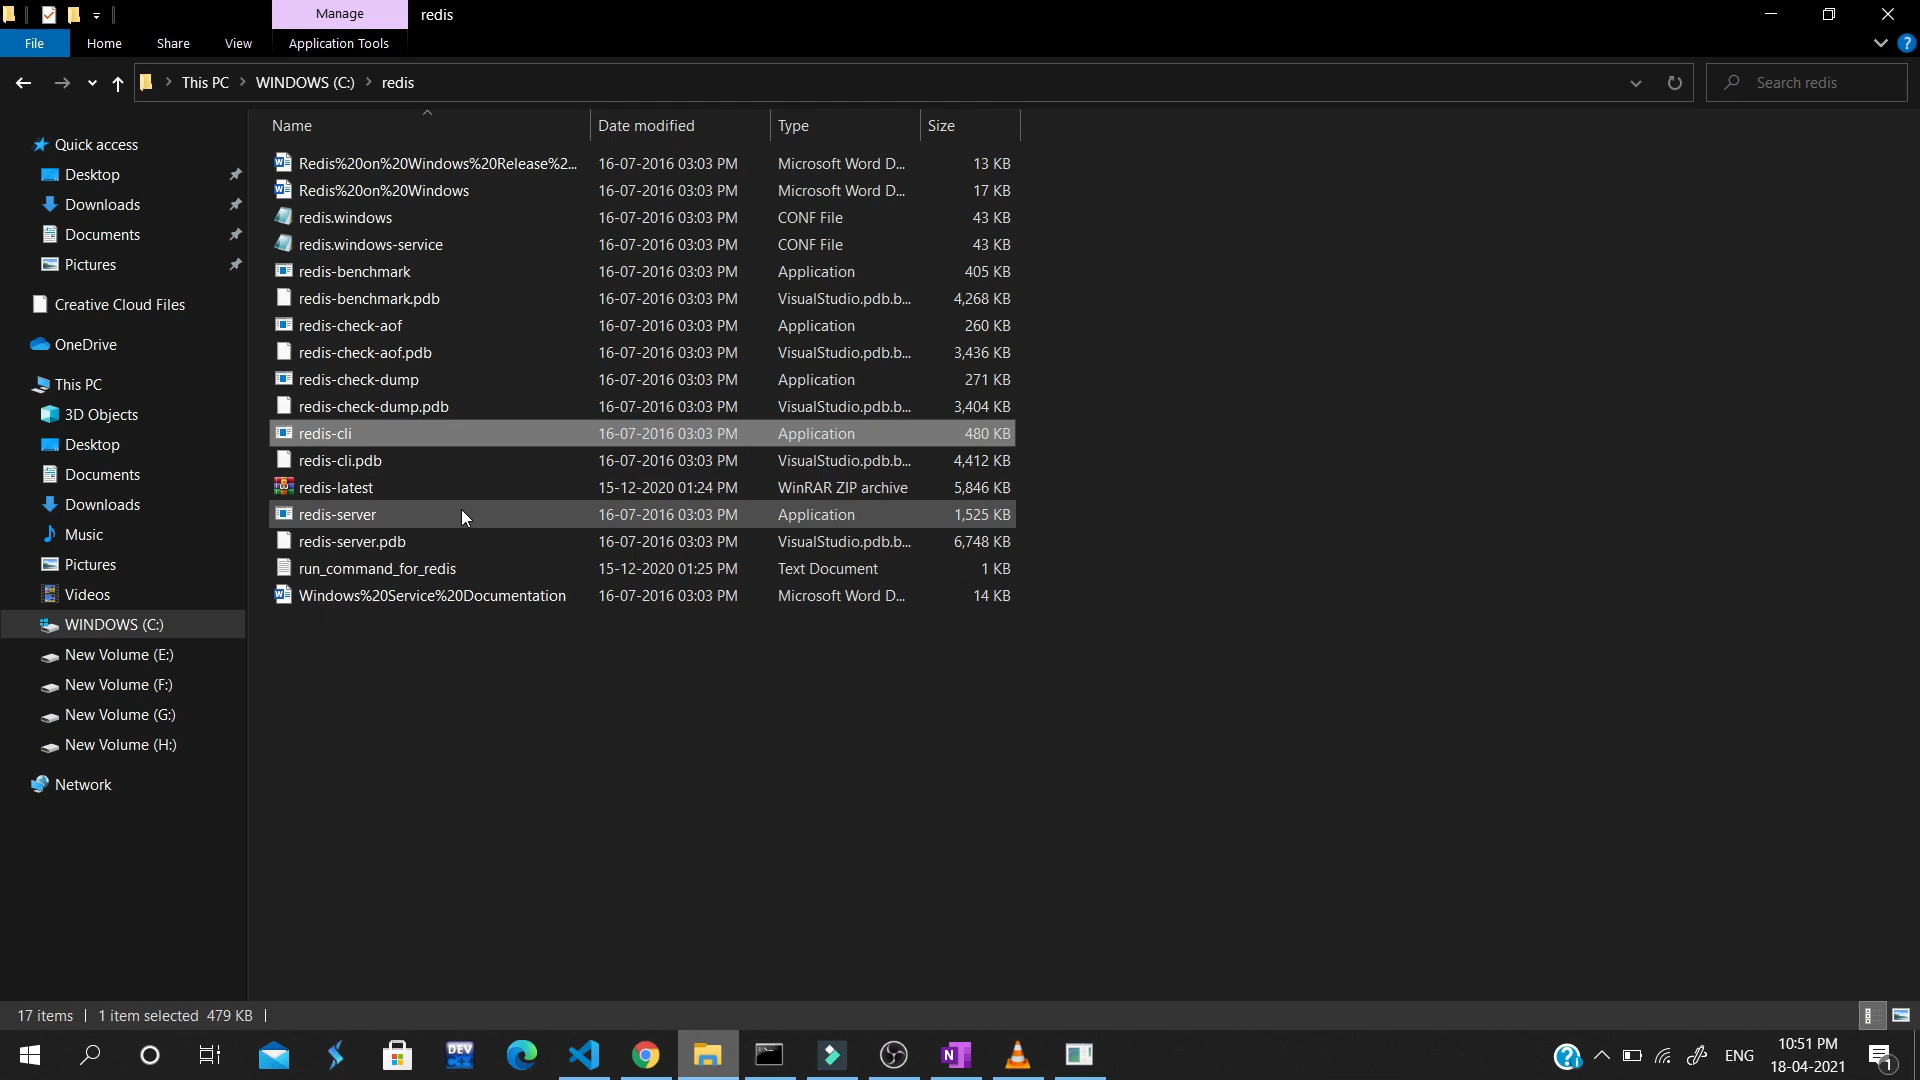 Manage
redis
File
Home
Share
View
Application Tools
This PC
WINDOWS (C:)
redis
Search redis
Name
Date modified
Type
Size
Quick access
Desktop
Downloads
Documents
Pictures
Creative Cloud Files
OneDrive
This PC
3D Objects
Desktop
Documents
Downloads
Music
Pictures
Videos
WINDOWS (C:)
New Volume (E:)
New Volume (F:)
New Volume (G:)
New Volume (H:)
Network
Redis%20on%20Windows%20Release%2... 16-07-2016 03:03 PM Microsoft Word D... 13 KB
Redis%20on%20Windows 16-07-2016 03:03 PM Microsoft Word D... 17 KB
redis.windows 16-07-2016 03:03 PM CONF File 43 KB
redis.windows-service 16-07-2016 03:03 PM CONF File 43 KB
redis-benchmark 16-07-2016 03:03 PM Application 405 KB
redis-benchmark.pdb 16-07-2016 03:03 PM VisualStudio.pdb.b... 4,268 KB
redis-check-aof 16-07-2016 03:03 PM Application 260 KB
redis-check-aof.pdb 16-07-2016 03:03 PM VisualStudio.pdb.b... 3,436 KB
redis-check-dump 16-07-2016 03:03 PM Application 271 KB
redis-check-dump.pdb 16-07-2016 03:03 PM VisualStudio.pdb.b... 3,404 KB
redis-cli 16-07-2016 03:03 PM Application 480 KB
redis-cli.pdb 16-07-2016 03:03 PM VisualStudio.pdb.b... 4,412 KB
redis-latest 15-12-2020 01:24 PM WinRAR ZIP archive 5,846 KB
redis-server 16-07-2016 03:03 PM Application 1,525 KB
redis-server.pdb 16-07-2016 03:03 PM VisualStudio.pdb.b... 6,748 KB
run_command_for_redis 15-12-2020 01:25 PM Text Document 1 KB
Windows%20Service%20Documentation 16-07-2016 03:03 PM Microsoft Word D... 14 KB
17 items
1 item selected 479 KB
DEV
C++
N
ENG
10:51 PM
18-04-2021
1